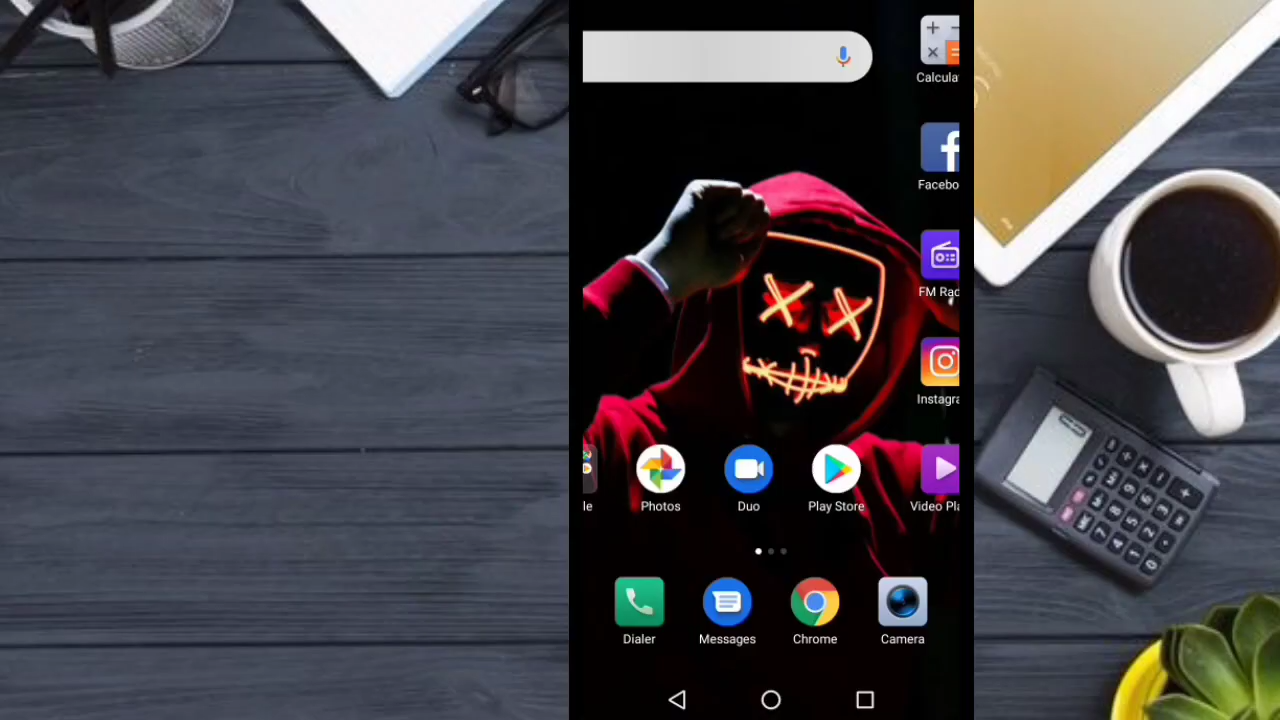 Calcula
Facebo
FM Rad
Instagra
le
Photos
Duo
Play Store
Video Pla
Dialer
Messages
Chrome
Camera